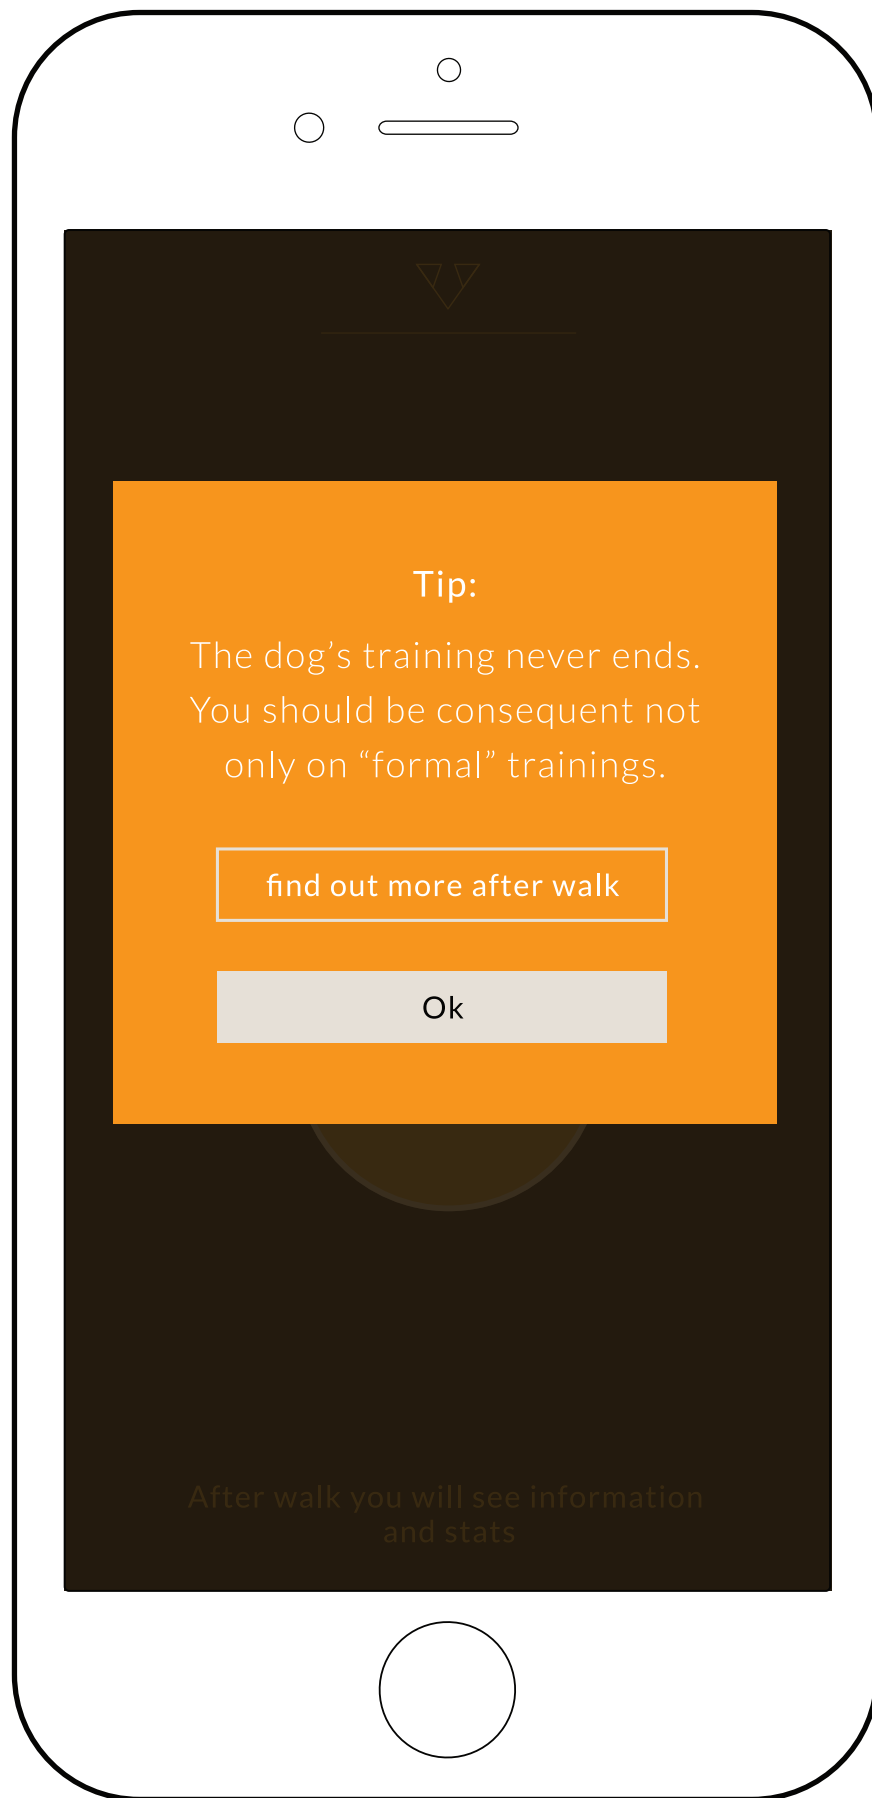 Tip:
The dog’s training never ends.
You should be consequent not
only on “formal” trainings.
find out more after walk
Ok
After walk you will see information
and stats